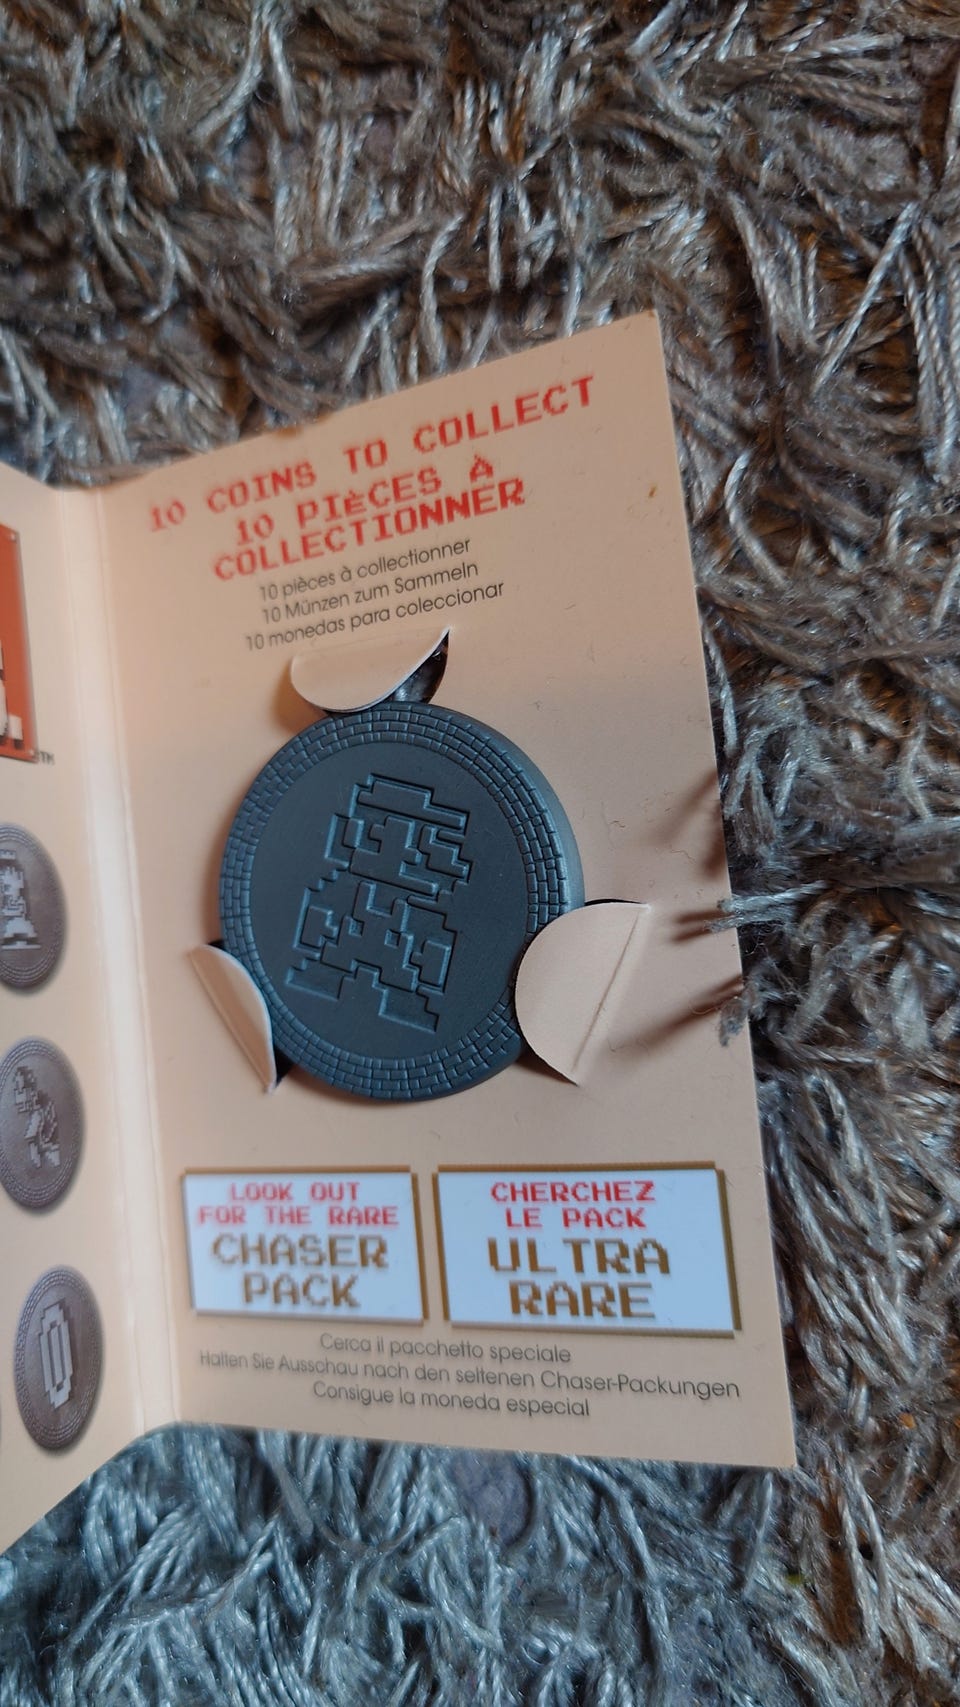 TM
10 COINS TO COLLECT
10 PIÈCES À
COLLECTIONNER
10 pièces à collectionner
10 Münzen zum Sammeln
10 monedas para coleccionar
LOOK OUT
FOR THE RARE
CHASER
PACK
CHERCHEZ
LE PACK
ULTRA
RARE
Cerca il pacchetto speciale
Halten Sie Ausschau nach den seltenen Chaser-Packungen
Consigue la moneda especial